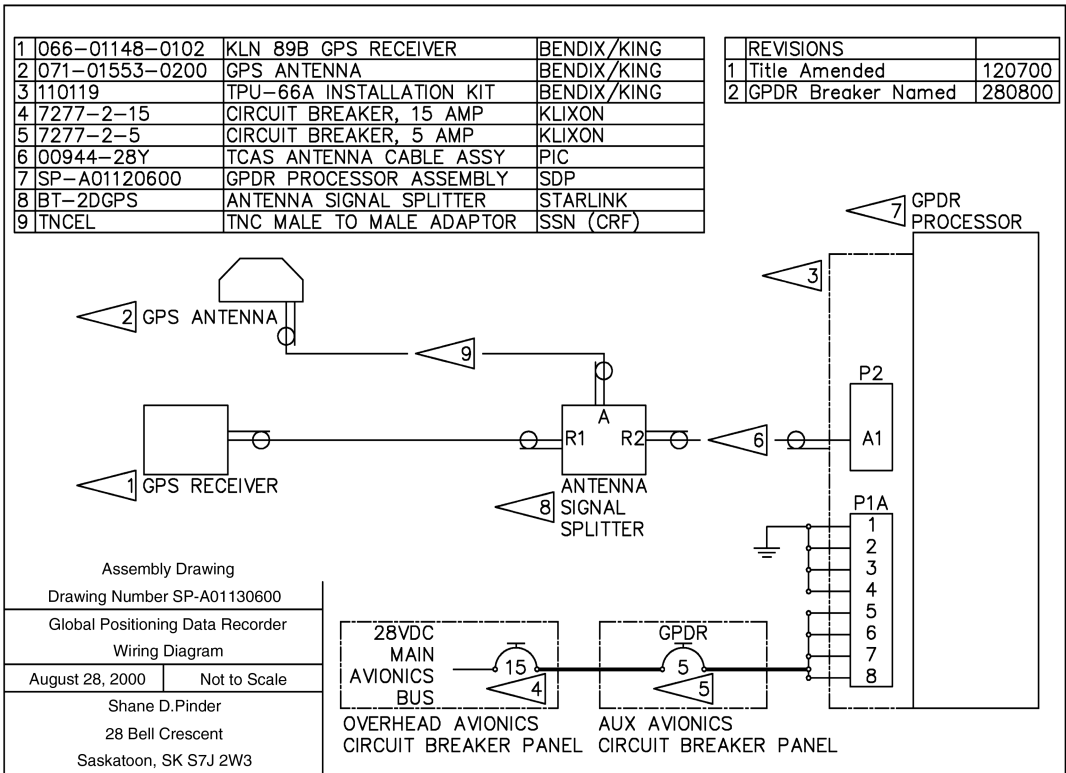 1 066-01148-0102 KLN 89B GPS RECEIVER BENDIX/KING
2 071-01553-0200 GPS ANTENNA BENDIX/KING
3 110119 TPU-66A INSTALLATION KIT BENDIX/KING
4 7277-2-15 CIRCUIT BREAKER, 15 AMP KLIXON
5 7277-2-5 CIRCUIT BREAKER, 5 AMP KLIXON
6 00944-28Y TCAS ANTENNA CABLE ASSY PIC
7 SP-A01120600 GPDR PROCESSOR ASSEMBLY SDP
8 BT-2DGPS ANTENNA SIGNAL SPLITTER STARLINK
9 TNCEL TNC MALE TO MALE ADAPTOR SSN (CRF)
REVISIONS
1 Title Amended 120700
2 GPDR Breaker Named 280800
7 GPDR
PROCESSOR
3
2 GPS ANTENNA
9
P2
A
R1 R2
6
A1
1 GPS RECEIVER
ANTENNA
8 SIGNAL
SPLITTER
P1A
1
2
3
4
5
6
7
8
28VDC
MAIN
AVIONICS
BUS
15
4
OVERHEAD AVIONICS
CIRCUIT BREAKER PANEL
GPDR
5
5
AUX AVIONICS
CIRCUIT BREAKER PANEL
Assembly Drawing
Drawing Number SP-A01130600
Global Positioning Data Recorder
Wiring Diagram
August 28, 2000 Not to Scale
Shane D.Pinder
28 Bell Crescent
Saskatoon, SK S7J 2W3